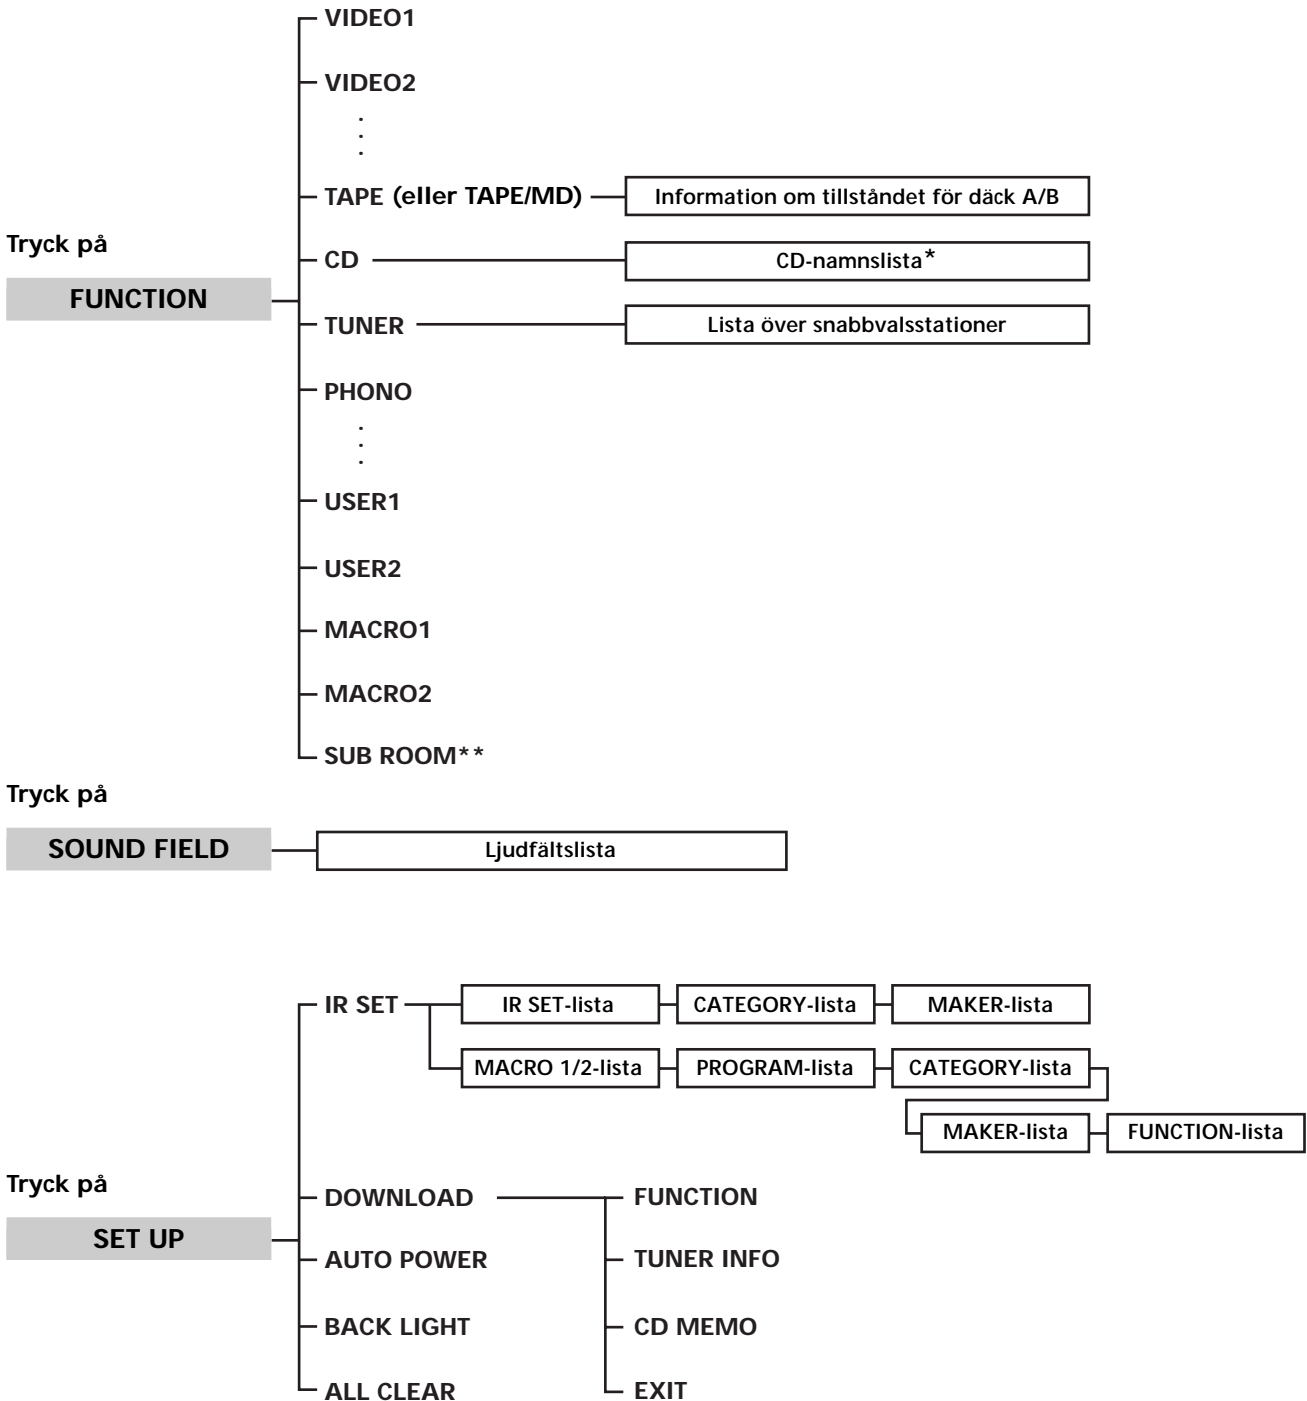 VIDEO1
VIDEO2
.
.
.
TAPE (eller TAPE/MD)
Information om tillståndet för däck A/B
Tryck på
CD
CD-namnslista*
FUNCTION
TUNER
Lista över snabbvalsstationer
PHONO
.
.
.
USER1
USER2
MACRO1
MACRO2
SUB ROOM**
Tryck på
SOUND FIELD
Ljudfältslista
IR SET
IR SET-lista
CATEGORY-lista
MAKER-lista
MACRO 1/2-lista
PROGRAM-lista
CATEGORY-lista
MAKER-lista
FUNCTION-lista
Tryck på
SET UP
DOWNLOAD
FUNCTION
AUTO POWER
TUNER INFO
BACK LIGHT
CD MEMO
ALL CLEAR
EXIT